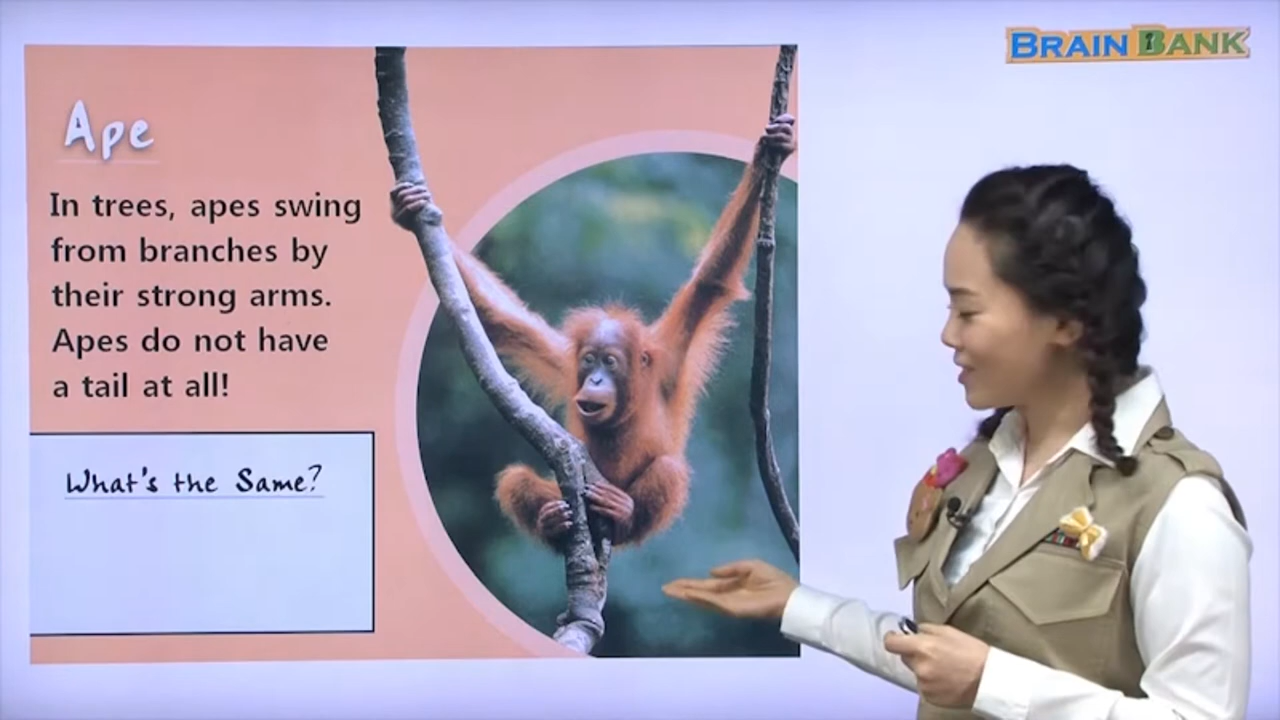 BRAIN BANK
Ape
In trees, apes swing
from branches by
their strong arms.
Apes do not have
a tail at all!
What's the Same?